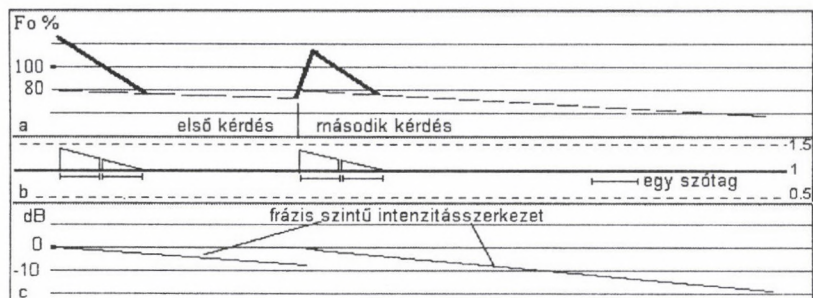 Fo %
100
80
a
első kérdés
második kérdés
1.5
1
egy szótag
b
0.5
dB
frázis szintű intenzitásszerkezet
0
-10
c